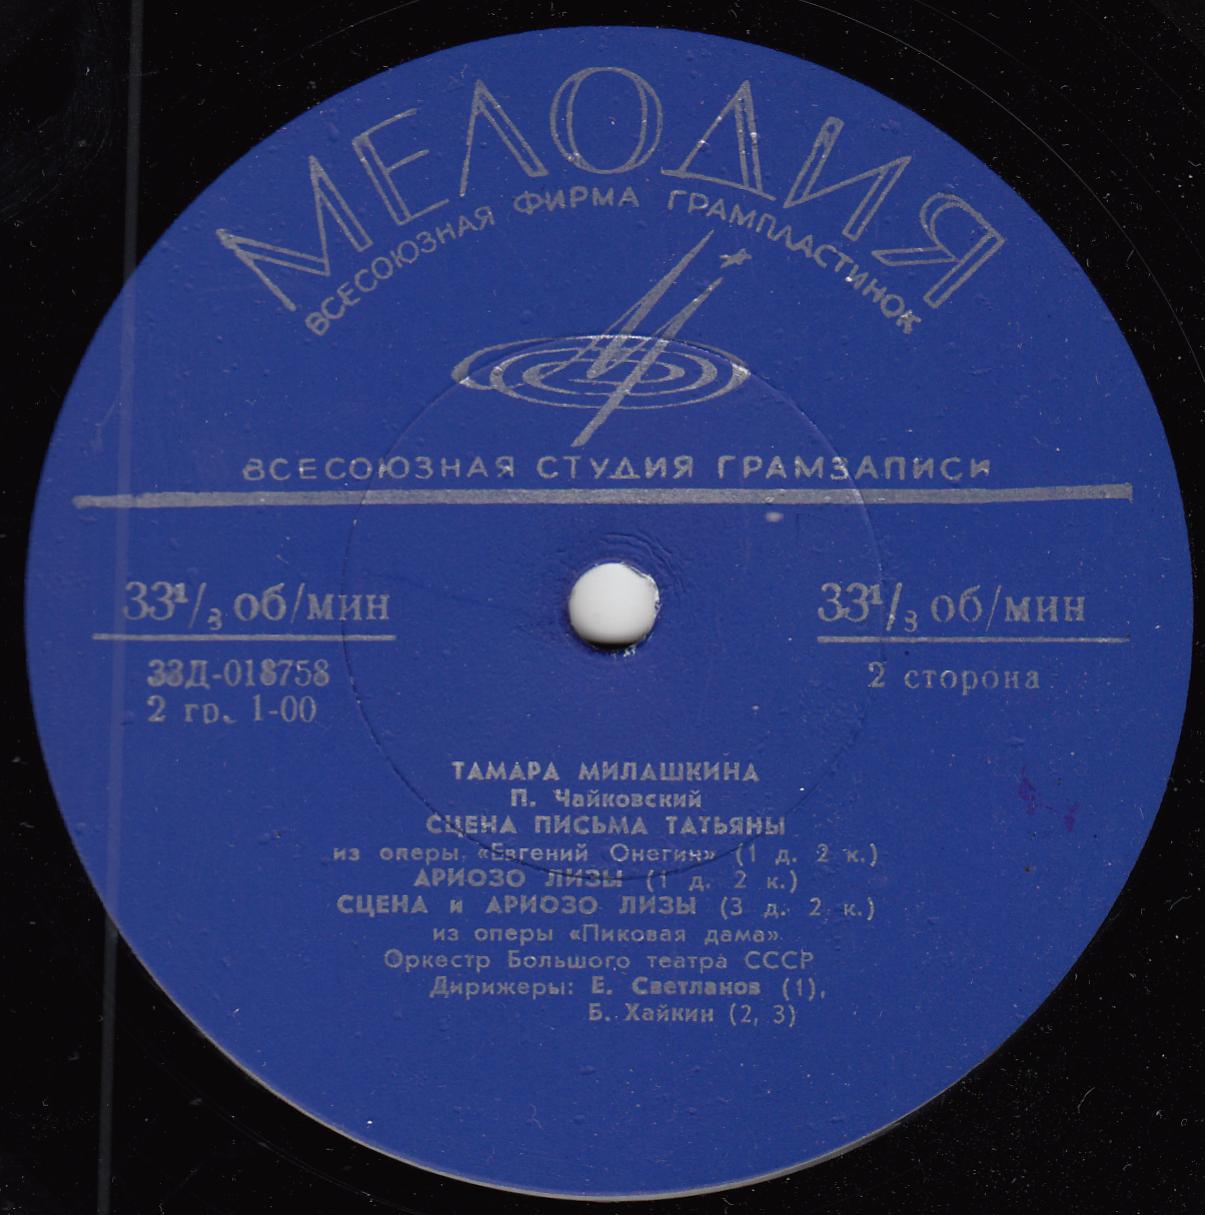 МЕЛОДИЯ
ВСЕСОЮЗНАЯ ФИРМА ГРАМПЛАСТИНОК
ВСЕСОЮЗНАЯ СТУДИЯ ГРАМЗАПИСИ
33¹/₃ об/мин
33Д-018758
2 гр. 1-00
33¹/₃ об/мин
2 сторона
ТАМАРА МИЛАШКИНА
П. Чайковский
СЦЕНА ПИСЬМА ТАТЬЯНЫ
из оперы «Евгений Онегин» (1 д. 2 к.)
АРИОЗО ЛИЗЫ (1 д. 2 к.)
СЦЕНА и АРИОЗО ЛИЗЫ (3 д. 2 к.)
из оперы «Пиковая дама»
Оркестр Большого театра СССР
Дирижеры: Е. Светланов (1),
Б. Хайкин (2, 3)